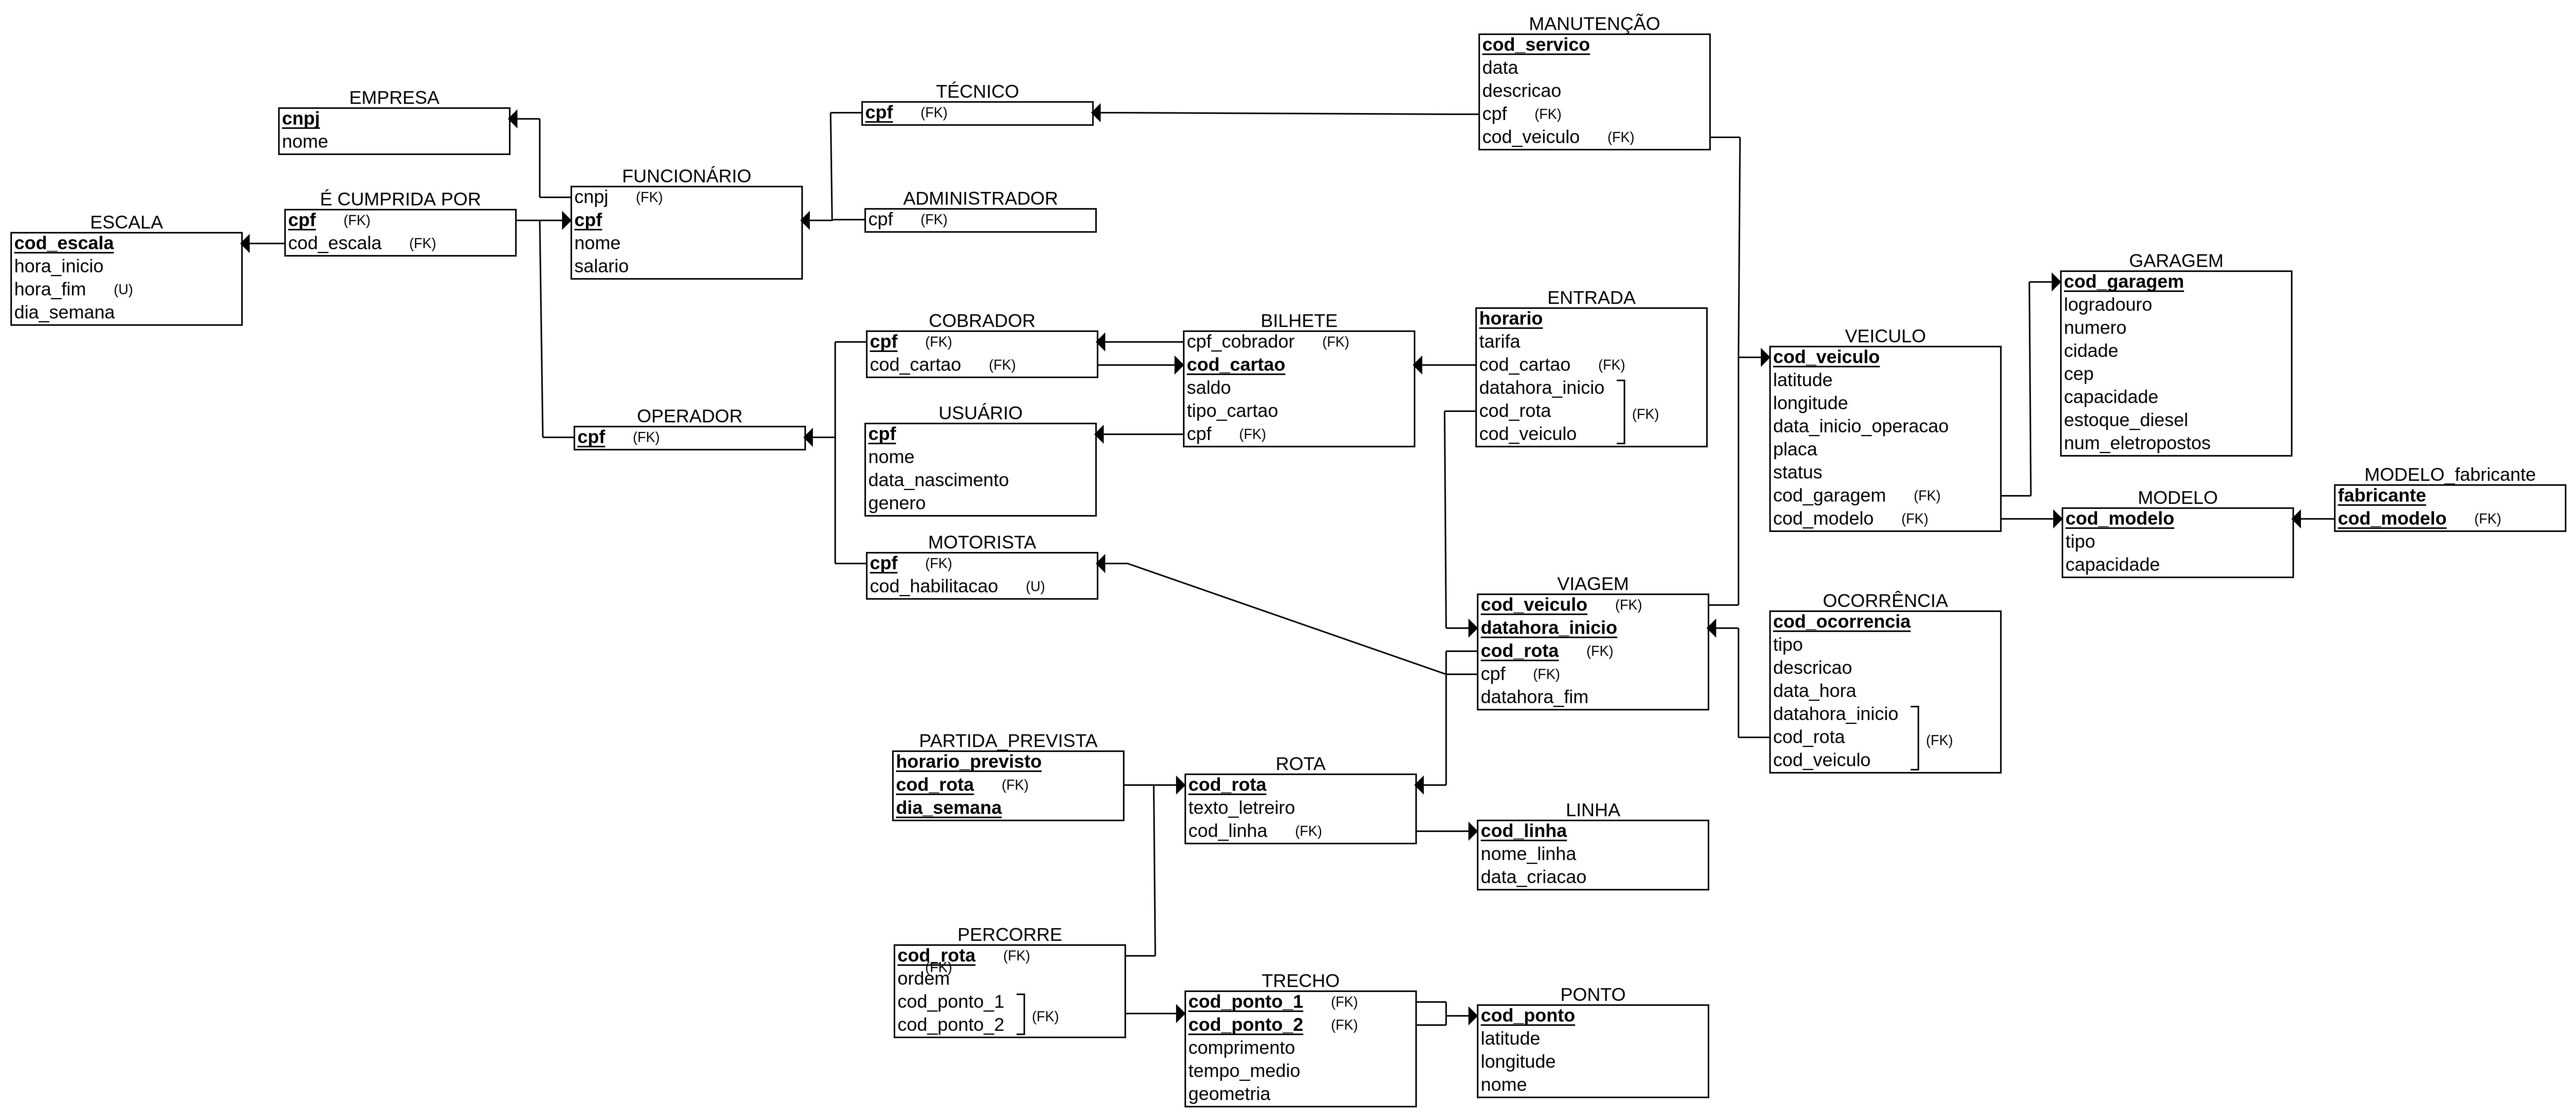 MANUTENÇÃO
cod_servico
data
descricao
cpf (FK)
cod_veiculo (FK)
EMPRESA
cnpj
nome
TÉCNICO
cpf (FK)
FUNCIONÁRIO
cnpj (FK)
cpf
nome
salario
É CUMPRIDA POR
cpf (FK)
cod_escala (FK)
ADMINISTRADOR
cpf (FK)
ESCALA
cod_escala
hora_inicio
hora_fim (U)
dia_semana
GARAGEM
cod_garagem
logradouro
numero
cidade
cep
capacidade
estoque_diesel
num_eletropostos
COBRADOR
cpf (FK)
cod_cartao (FK)
BILHETE
cpf_cobrador (FK)
cod_cartao
saldo
tipo_cartao
cpf (FK)
ENTRADA
horario
tarifa
cod_cartao (FK)
datahora_inicio
cod_rota (FK)
cod_veiculo
VEICULO
cod_veiculo
latitude
longitude
data_inicio_operacao
placa
status
cod_garagem (FK)
cod_modelo (FK)
OPERADOR
cpf (FK)
USUÁRIO
cpf
nome
data_nascimento
genero
MODELO
cod_modelo
tipo
capacidade
MODELO_fabricante
fabricante
cod_modelo (FK)
MOTORISTA
cpf (FK)
cod_habilitacao (U)
VIAGEM
cod_veiculo (FK)
datahora_inicio
cod_rota (FK)
cpf (FK)
datahora_fim
OCORRÊNCIA
cod_ocorrencia
tipo
descricao
data_hora
datahora_inicio
cod_rota (FK)
cod_veiculo
PARTIDA_PREVISTA
horario_previsto
cod_rota (FK)
dia_semana
ROTA
cod_rota
texto_letreiro
cod_linha (FK)
LINHA
cod_linha
nome_linha
data_criacao
PERCORRE
cod_rota (FK)
(FK)
ordem
cod_ponto_1
cod_ponto_2 (FK)
TRECHO
cod_ponto_1 (FK)
cod_ponto_2 (FK)
comprimento
tempo_medio
geometria
PONTO
cod_ponto
latitude
longitude
nome